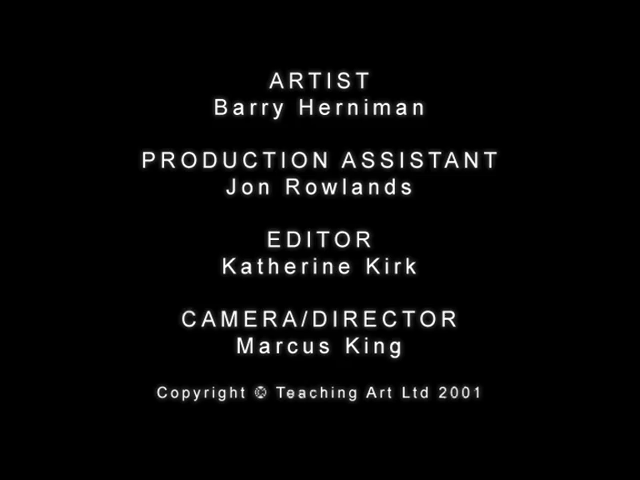 ARTIST
Barry Herniman
PRODUCTION ASSISTANT
Jon Rowlands
EDITOR
Katherine Kirk
CAMERA/DIRECTOR
Marcus King
Copyright © Teaching Art Ltd 2001